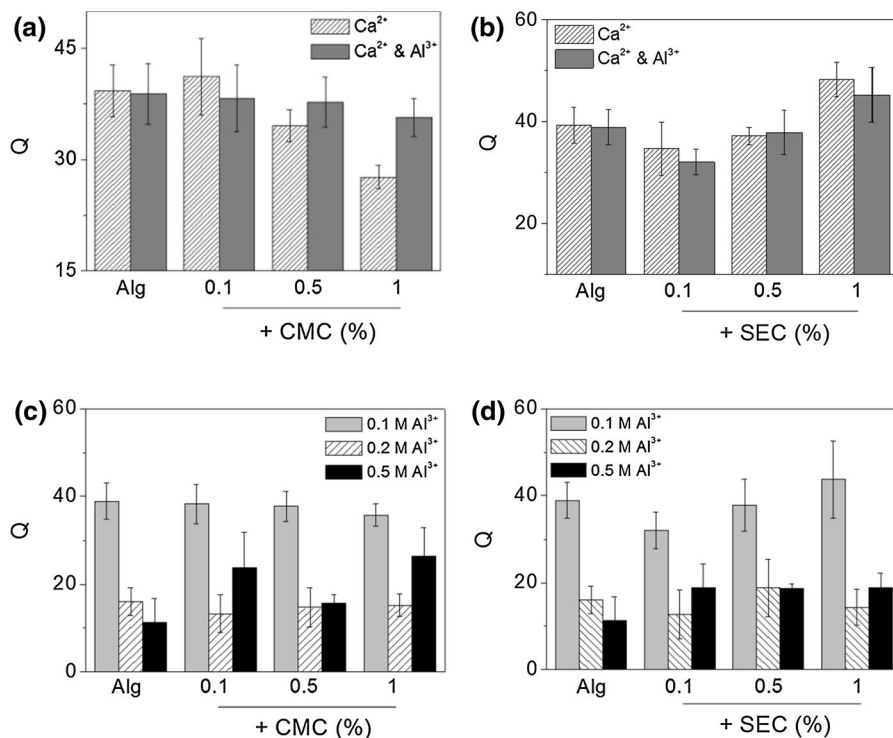 (a)
Ca²⁺
Ca²⁺ & Al³⁺
45
30
15
Q
Alg 0.1 0.5 1
+ CMC (%)
(b)
Ca²⁺
Ca²⁺ & Al³⁺
60
40
20
Q
Alg 0.1 0.5 1
+ SEC (%)
(c)
0.1 M Al³⁺
0.2 M Al³⁺
0.5 M Al³⁺
60
40
20
0
Q
Alg 0.1 0.5 1
+ CMC (%)
(d)
0.1 M Al³⁺
0.2 M Al³⁺
0.5 M Al³⁺
60
40
20
0
Q
Alg 0.1 0.5 1
+ SEC (%)